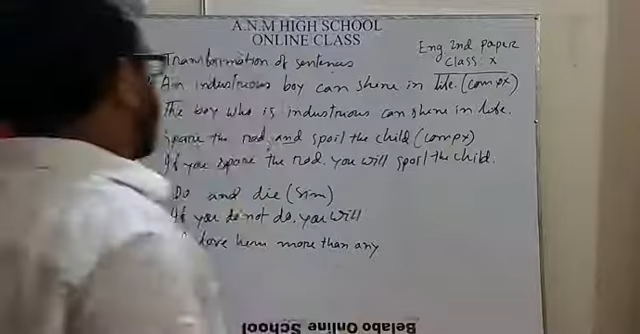 A.N.M HIGH SCHOOL
ONLINE CLASS
Eng 2nd paper
Class: X
Transformation of sentences
An industruous boy can shine in life. (compx)
The boy who is industruous can shine in life.
Spare the rod, and spoil the child (compx)
If you spare the rod, you will spoil the child.
Do and die (sim)
If you do not do, you will
love him more than any
Belabo Online School